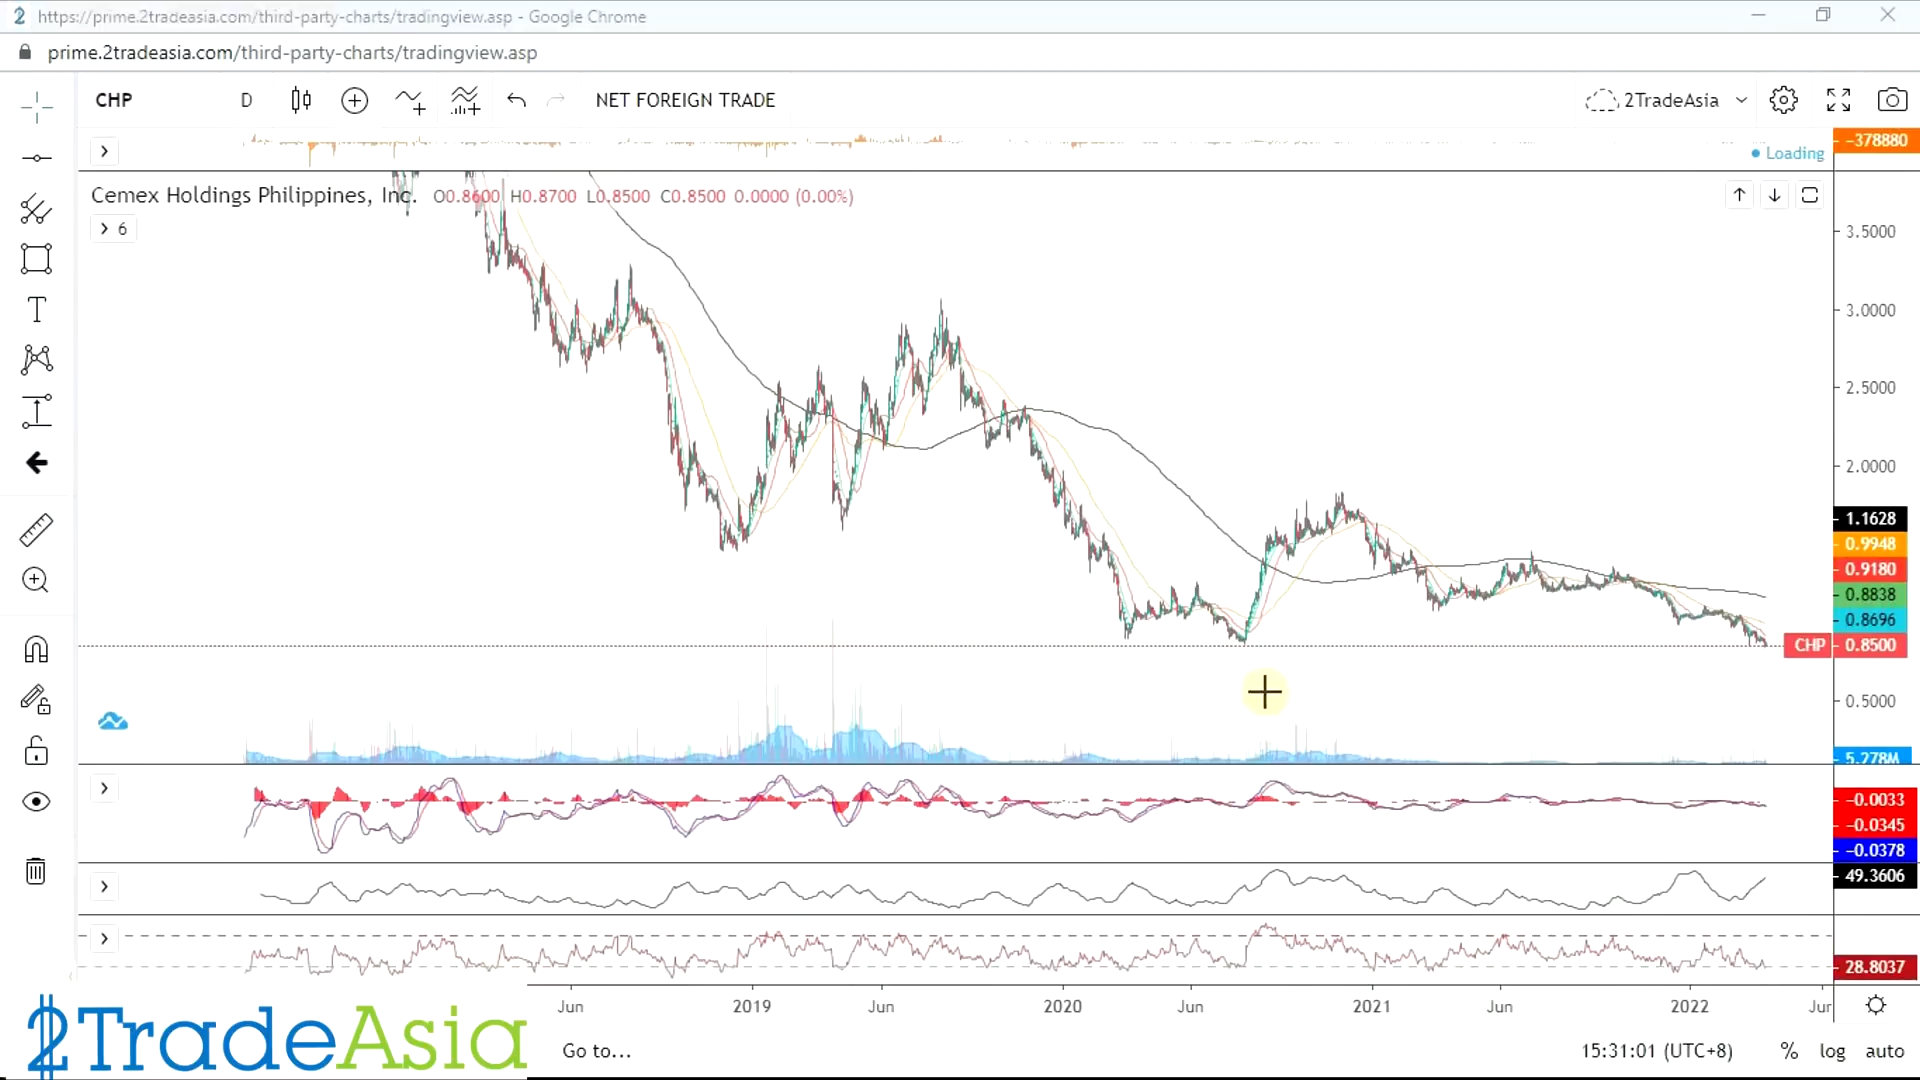 https://prime.2tradeasia.com/third-party-charts/tradingview.asp - Google Chrome
prime.2tradeasia.com/third-party-charts/tradingview.asp
CHP D NET FOREIGN TRADE 2TradeAsia
-378880
Loading
Cemex Holdings Philippines, Inc. O0.8600 H0.8700 L0.8500 C0.8500 0.0000 (0.00%)
6
3.5000
3.0000
2.5000
2.0000
1.1628
0.9948
0.9180
0.8838
0.8696
CHP 0.8500
0.5000
5.278M
-0.0033
-0.0345
-0.0378
49.3606
28.8037
Jun 2019 Jun 2020 Jun 2021 Jun 2022 Jur
2TradeAsia
Go to... 15:31:01 (UTC+8) % log auto